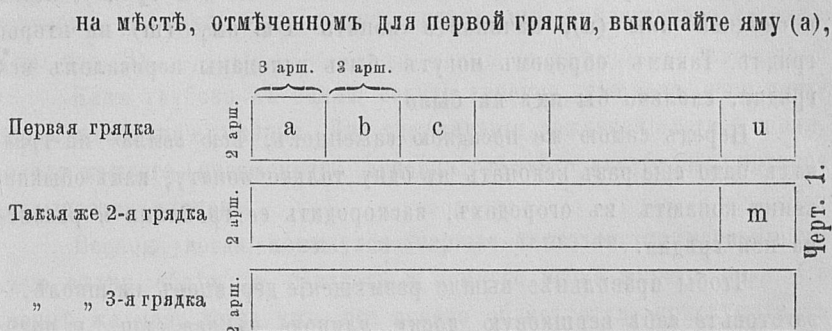 на мѣстѣ, отмѣченномъ для первой грядки, выкопайте яму (a),
3 арш. 3 арш.
Первая грядка 2 арш. a b c u
Такая же 2-я грядка 2 арш m
„ „ 3-я грядка 2 арш.
Черт. 1.